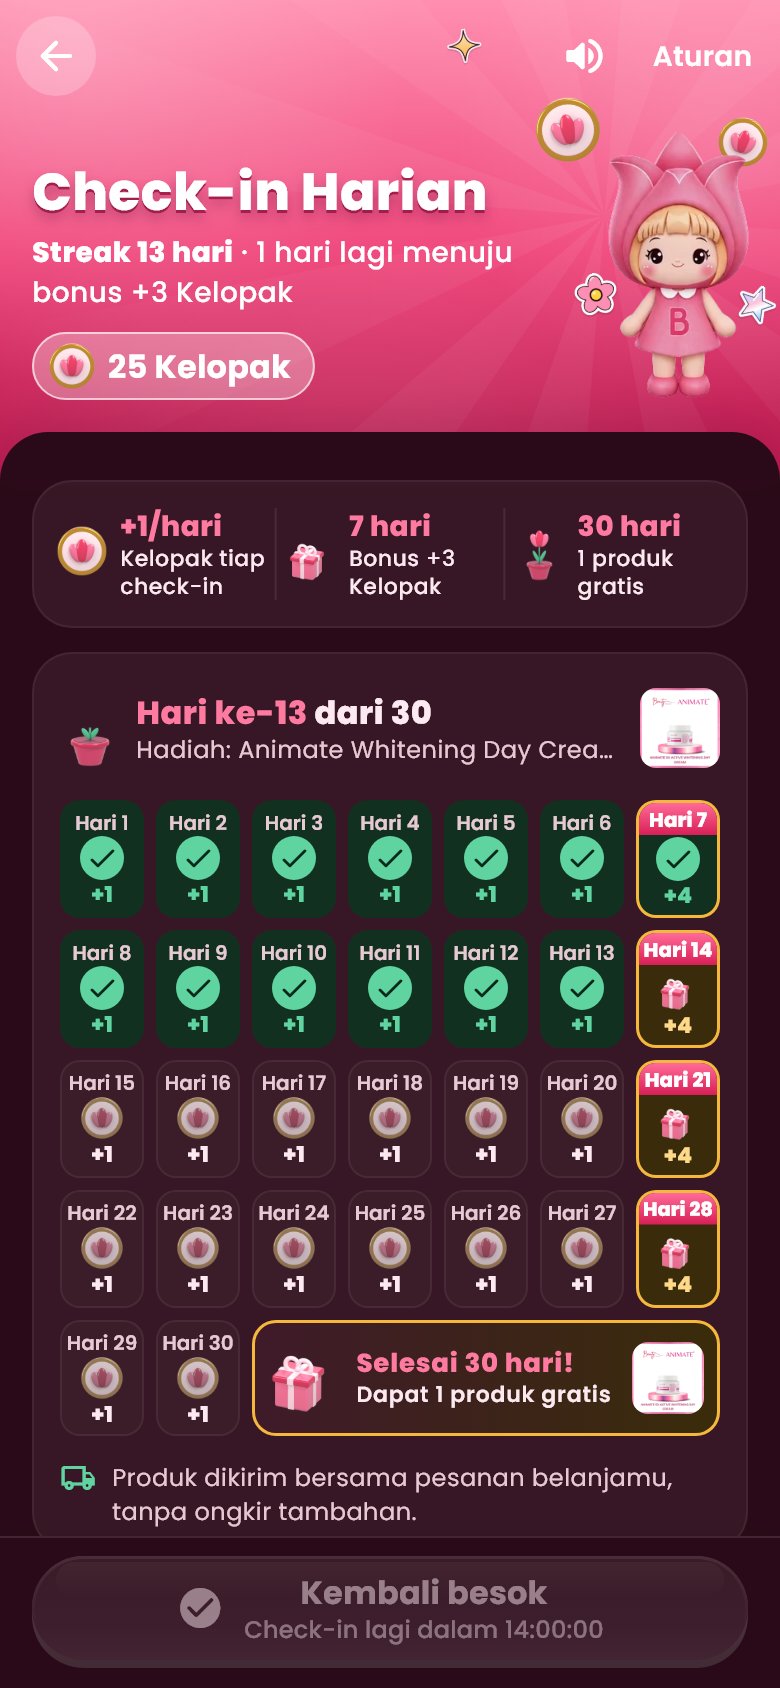 Aturan
Check-in Harian
Streak 13 hari · 1 hari lagi menuju
bonus +3 Kelopak
25 Kelopak
B
+1/hari
Kelopak tiap
check-in
7 hari
Bonus +3
Kelopak
30 hari
1 produk
gratis
Hari ke-13 dari 30
Hadiah: Animate Whitening Day Crea...
ANIMATE
Hari 1
Hari 2
Hari 3
Hari 4
Hari 5
Hari 6
Hari 7
+1
+1
+1
+1
+1
+1
+4
Hari 8
Hari 9
Hari 10
Hari 11
Hari 12
Hari 13
Hari 14
+1
+1
+1
+1
+1
+1
+4
Hari 15
Hari 16
Hari 17
Hari 18
Hari 19
Hari 20
Hari 21
+1
+1
+1
+1
+1
+1
+4
Hari 22
Hari 23
Hari 24
Hari 25
Hari 26
Hari 27
Hari 28
+1
+1
+1
+1
+1
+1
+4
Hari 29
Hari 30
+1
+1
Selesai 30 hari!
Dapat 1 produk gratis
ANIMATE
Produk dikirim bersama pesanan belanjamu,
tanpa ongkir tambahan.
Kembali besok
Check-in lagi dalam 14:00:00